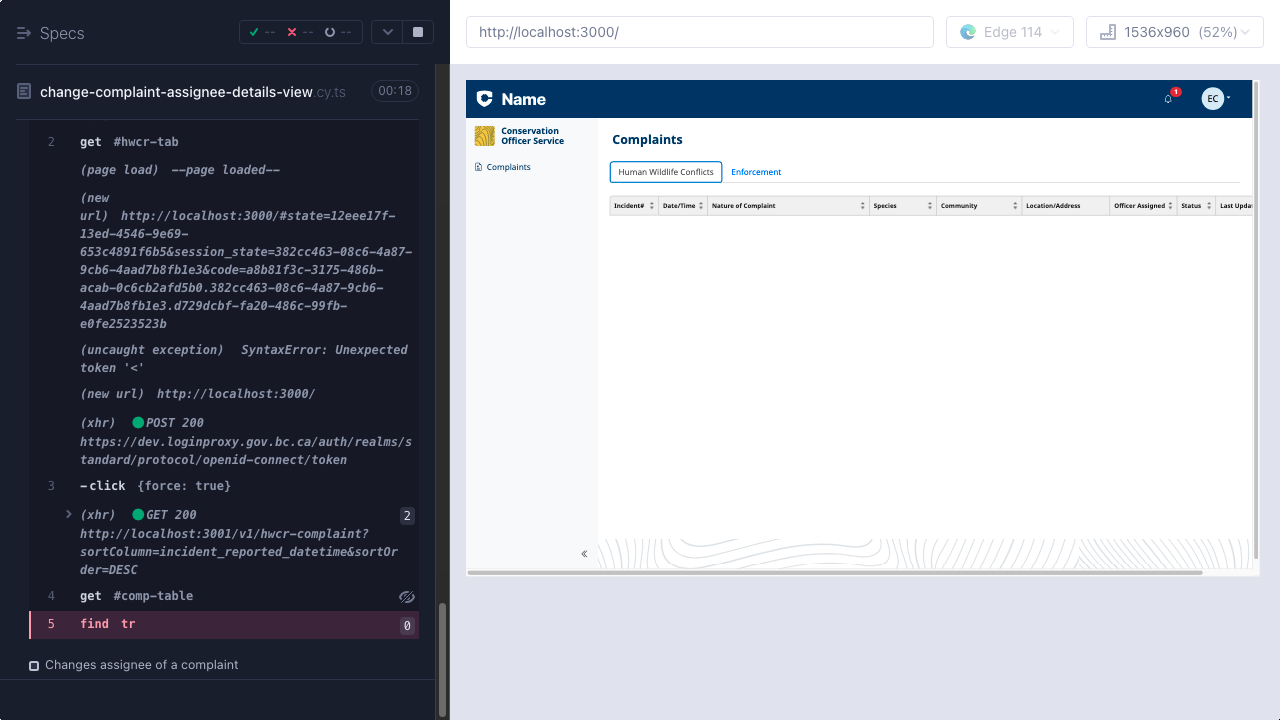 Specs
-- -- --
change-complaint-assignee-details-view.cy.ts 00:18
2 get #hwcr-tab
(page load) --page loaded--
(new
url) http://localhost:3000/#state=12eee17f-
13ed-4546-9e69-
653c4891f6b5&session_state=382cc463-08c6-4a87-
9cb6-4aad7b8fb1e3&code=a8b81f3c-3175-486b-
acab-0c6cb2afd5b0.382cc463-08c6-4a87-9cb6-
4aad7b8fb1e3.d729dcbf-fa20-486c-99fb-
e0fe2523523b
(uncaught exception) SyntaxError: Unexpected
token '<'
(new url) http://localhost:3000/
(xhr) POST 200
https://dev.loginproxy.gov.bc.ca/auth/realms/s
tandard/protocol/openid-connect/token
3 -click {force: true}
(xhr) GET 200 2
http://localhost:3001/v1/hwcr-complaint?
sortColumn=incident_reported_datetime&sortOr
der=DESC
4 get #comp-table
5 find tr 0
Changes assignee of a complaint
http://localhost:3000/
Edge 114
1536x960 (52%)
Name
1
EC
Conservation
Officer Service
Complaints
Complaints
Human Wildlife Conflicts Enforcement
Incident# Date/Time Nature of Complaint Species Community Location/Address Officer Assigned Status Last Upda
«